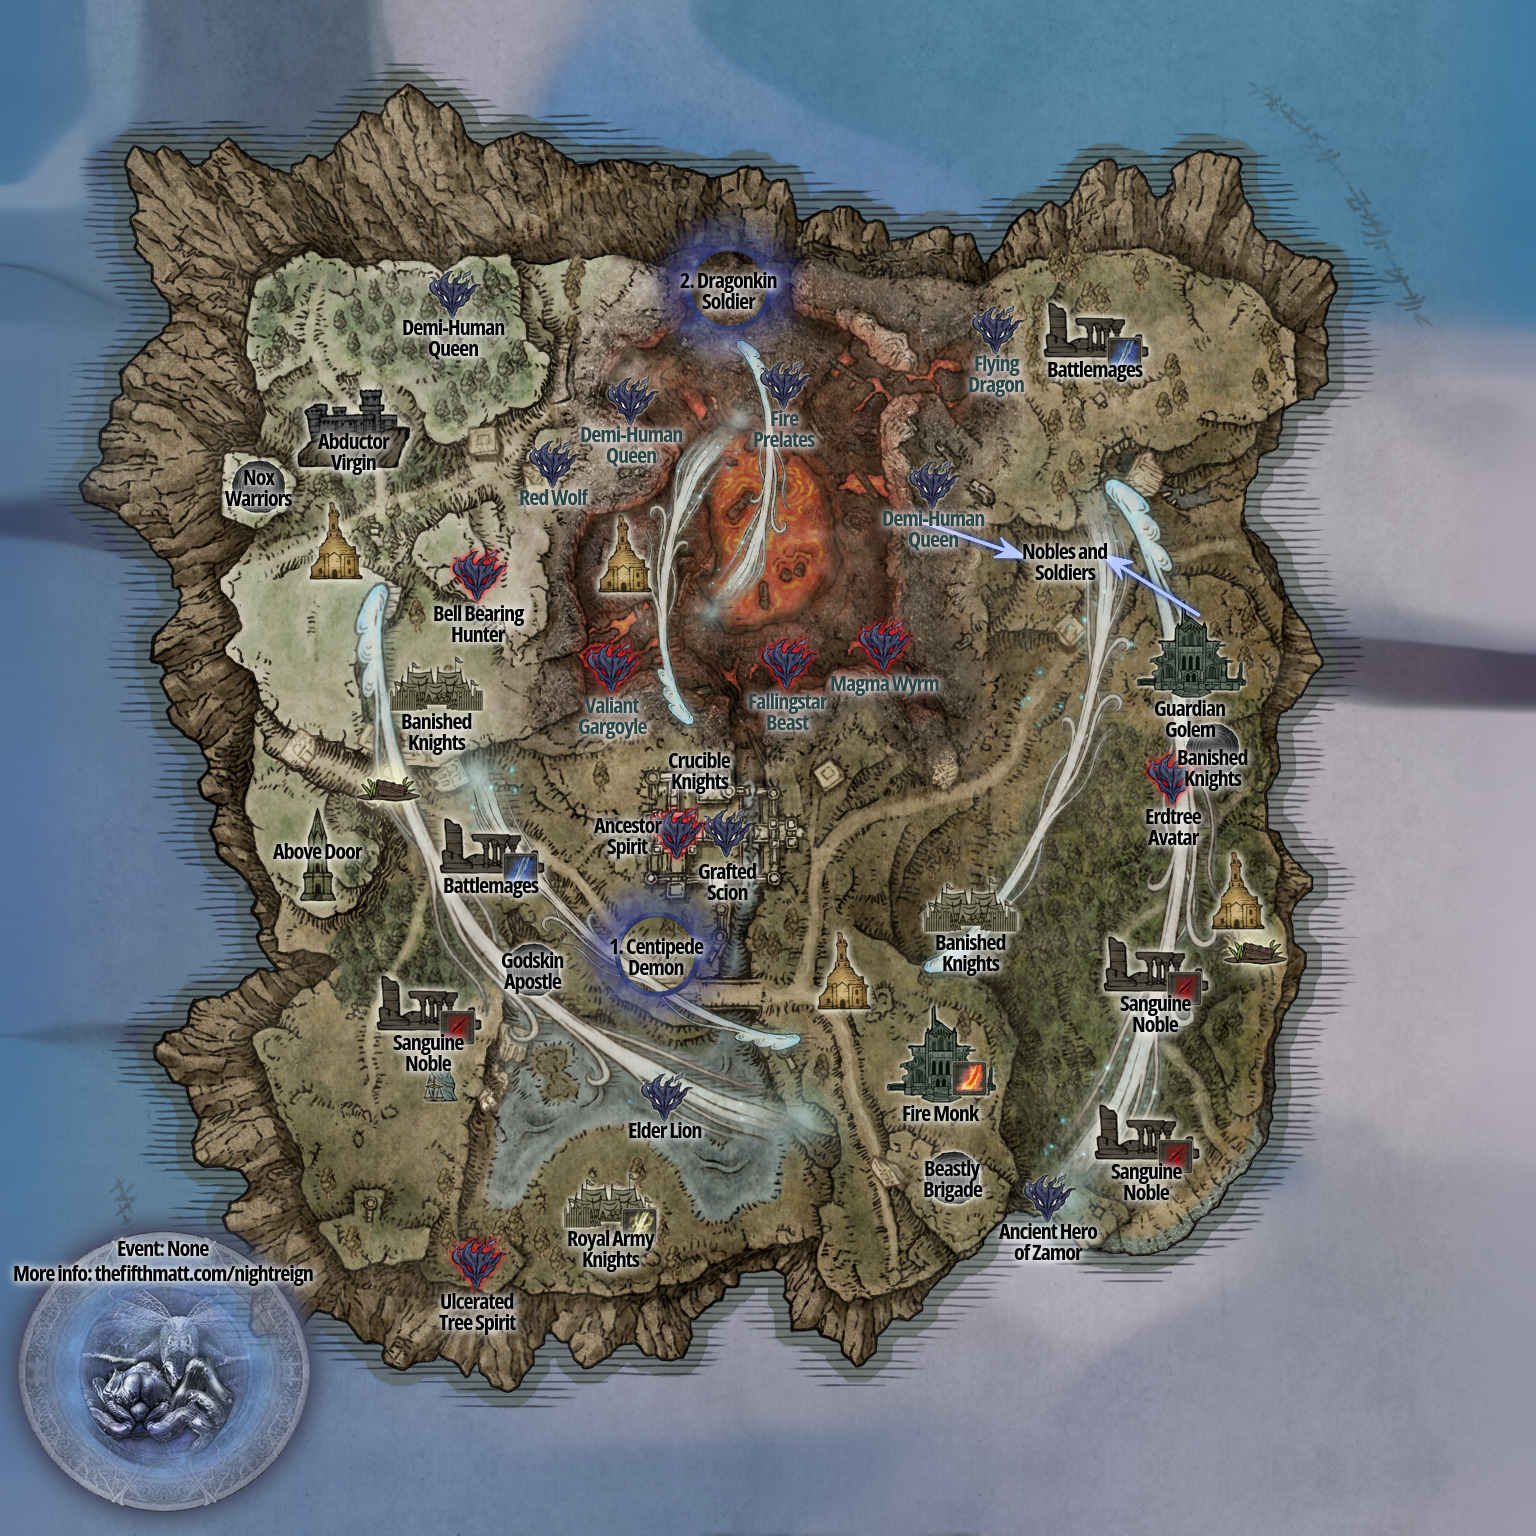 2. Dragonkin
Soldier
Demi-Human
Queen
Flying
Dragon
Battlemages
Abductor
Virgin
Demi-Human
Queen
Fire
Prelates
Nox
Warriors
Red Wolf
Demi-Human
Queen
Nobles and
Soldiers
Bell Bearing
Hunter
Valiant
Gargoyle
Fallingstar
Beast
Magma Wyrm
Banished
Knights
Guardian
Golem
Crucible
Knights
Banished
Knights
Ancestor
Spirit
Grafted
Scion
Erdtree
Avatar
Above Door
Battlemages
1. Centipede
Demon
Godskin
Apostle
Banished
Knights
Sanguine
Noble
Sanguine
Noble
Elder Lion
Fire Monk
Beastly
Brigade
Sanguine
Noble
Royal Army
Knights
Ancient Hero
of Zamor
Ulcerated
Tree Spirit
Event: None
More info: thefifthmatt.com/nightreign